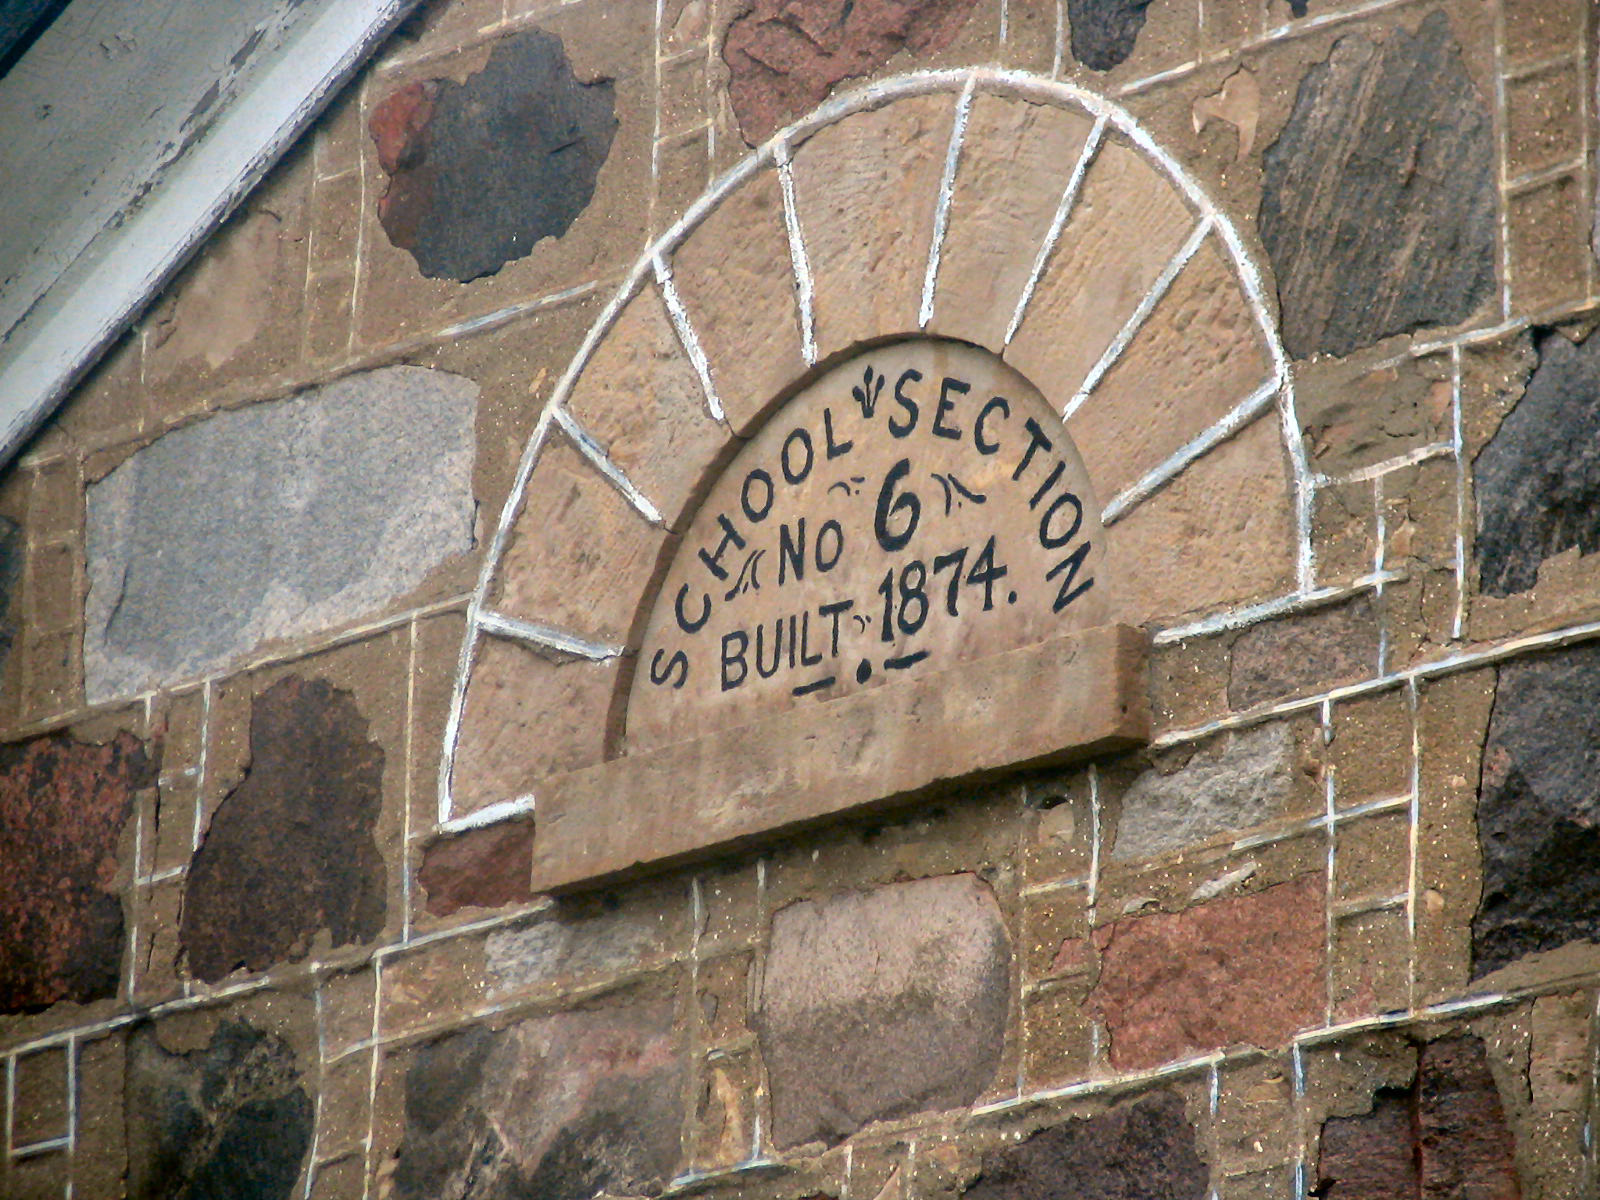 SCHOOL SECTION
NO 6
BUILT 1874.